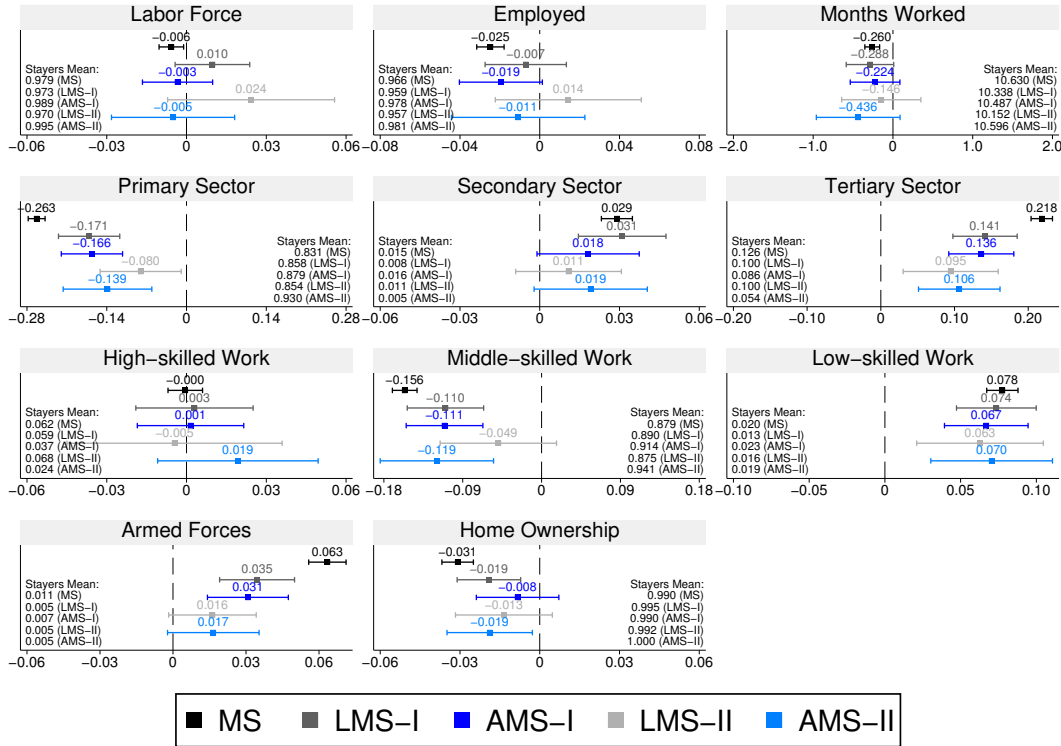 Labor Force
−0.006
0.010
−0.003
0.024
−0.005
Stayers Mean:
0.979 (MS)
0.973 (LMS−I)
0.989 (AMS−I)
0.970 (LMS−II)
0.995 (AMS−II)
−0.06 −0.03 0 0.03 0.06
Employed
−0.025
−0.007
−0.019
0.014
−0.011
Stayers Mean:
0.966 (MS)
0.959 (LMS−I)
0.978 (AMS−I)
0.957 (LMS−II)
0.981 (AMS−II)
−0.08 −0.04 0 0.04 0.08
Months Worked
−0.260
−0.288
−0.224
−0.146
−0.436
Stayers Mean:
10.630 (MS)
10.338 (LMS−I)
10.487 (AMS−I)
10.152 (LMS−II)
10.596 (AMS−II)
−2.0 −1.0 0 1.0 2.0
Primary Sector
−0.263
−0.171
−0.166
−0.080
−0.139
Stayers Mean:
0.831 (MS)
0.858 (LMS−I)
0.879 (AMS−I)
0.854 (LMS−II)
0.930 (AMS−II)
−0.28 −0.14 0 0.14 0.28
Secondary Sector
0.029
0.031
0.018
0.011
0.019
Stayers Mean:
0.015 (MS)
0.008 (LMS−I)
0.016 (AMS−I)
0.011 (LMS−II)
0.005 (AMS−II)
−0.06 −0.03 0 0.03 0.06
Tertiary Sector
0.218
0.141
0.136
0.095
0.106
Stayers Mean:
0.126 (MS)
0.100 (LMS−I)
0.086 (AMS−I)
0.100 (LMS−II)
0.054 (AMS−II)
−0.20 −0.10 0 0.10 0.20
High−skilled Work
−0.000
0.003
0.001
−0.005
0.019
Stayers Mean:
0.062 (MS)
0.059 (LMS−I)
0.037 (AMS−I)
0.068 (LMS−II)
0.024 (AMS−II)
−0.06 −0.03 0 0.03 0.06
Middle−skilled Work
−0.156
−0.110
−0.111
−0.049
−0.119
Stayers Mean:
0.879 (MS)
0.890 (LMS−I)
0.914 (AMS−I)
0.875 (LMS−II)
0.941 (AMS−II)
−0.18 −0.09 0 0.09 0.18
Low−skilled Work
0.078
0.074
0.067
0.063
0.070
Stayers Mean:
0.020 (MS)
0.013 (LMS−I)
0.023 (AMS−I)
0.016 (LMS−II)
0.019 (AMS−II)
−0.10 −0.05 0 0.05 0.10
Armed Forces
0.063
0.035
0.031
0.016
0.017
Stayers Mean:
0.011 (MS)
0.005 (LMS−I)
0.007 (AMS−I)
0.005 (LMS−II)
0.005 (AMS−II)
−0.06 −0.03 0 0.03 0.06
Home Ownership
−0.031
−0.019
−0.008
−0.013
−0.019
Stayers Mean:
0.990 (MS)
0.995 (LMS−I)
0.990 (AMS−I)
0.992 (LMS−II)
1.000 (AMS−II)
−0.06 −0.03 0 0.03 0.06
MS LMS−I AMS−I LMS−II AMS−II